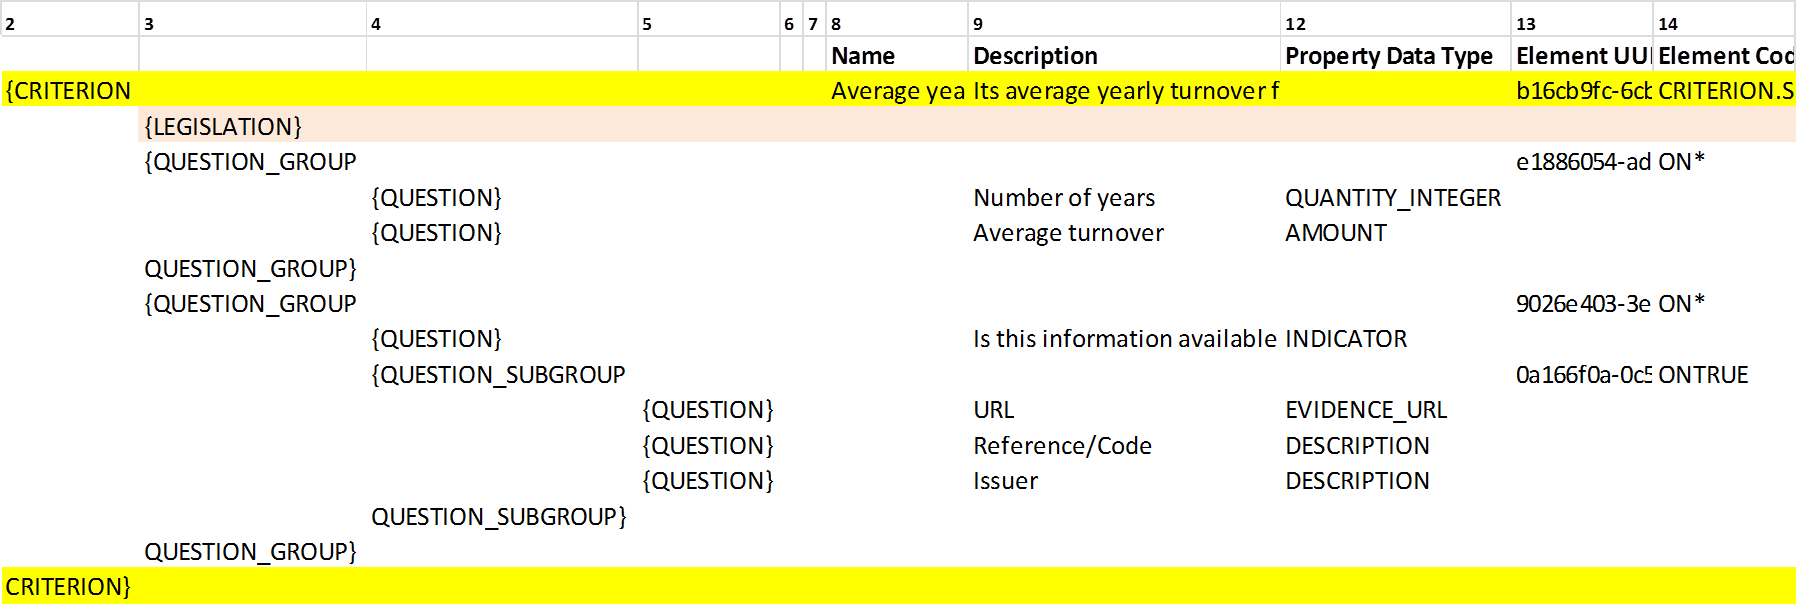 2 3 4 5 6 7 8 9 12 13 14
Name Description Property Data Type Element UUI Element Cod
{CRITERION Average yea Its average yearly turnover f b16cb9fc-6cb CRITERION.S
{LEGISLATION}
{QUESTION_GROUP e1886054-ad ON*
{QUESTION} Number of years QUANTITY_INTEGER
{QUESTION} Average turnover AMOUNT
QUESTION_GROUP}
{QUESTION_GROUP 9026e403-3e ON*
{QUESTION} Is this information available INDICATOR
{QUESTION_SUBGROUP 0a166f0a-0c5 ONTRUE
{QUESTION} URL EVIDENCE_URL
{QUESTION} Reference/Code DESCRIPTION
{QUESTION} Issuer DESCRIPTION
QUESTION_SUBGROUP}
QUESTION_GROUP}
CRITERION}